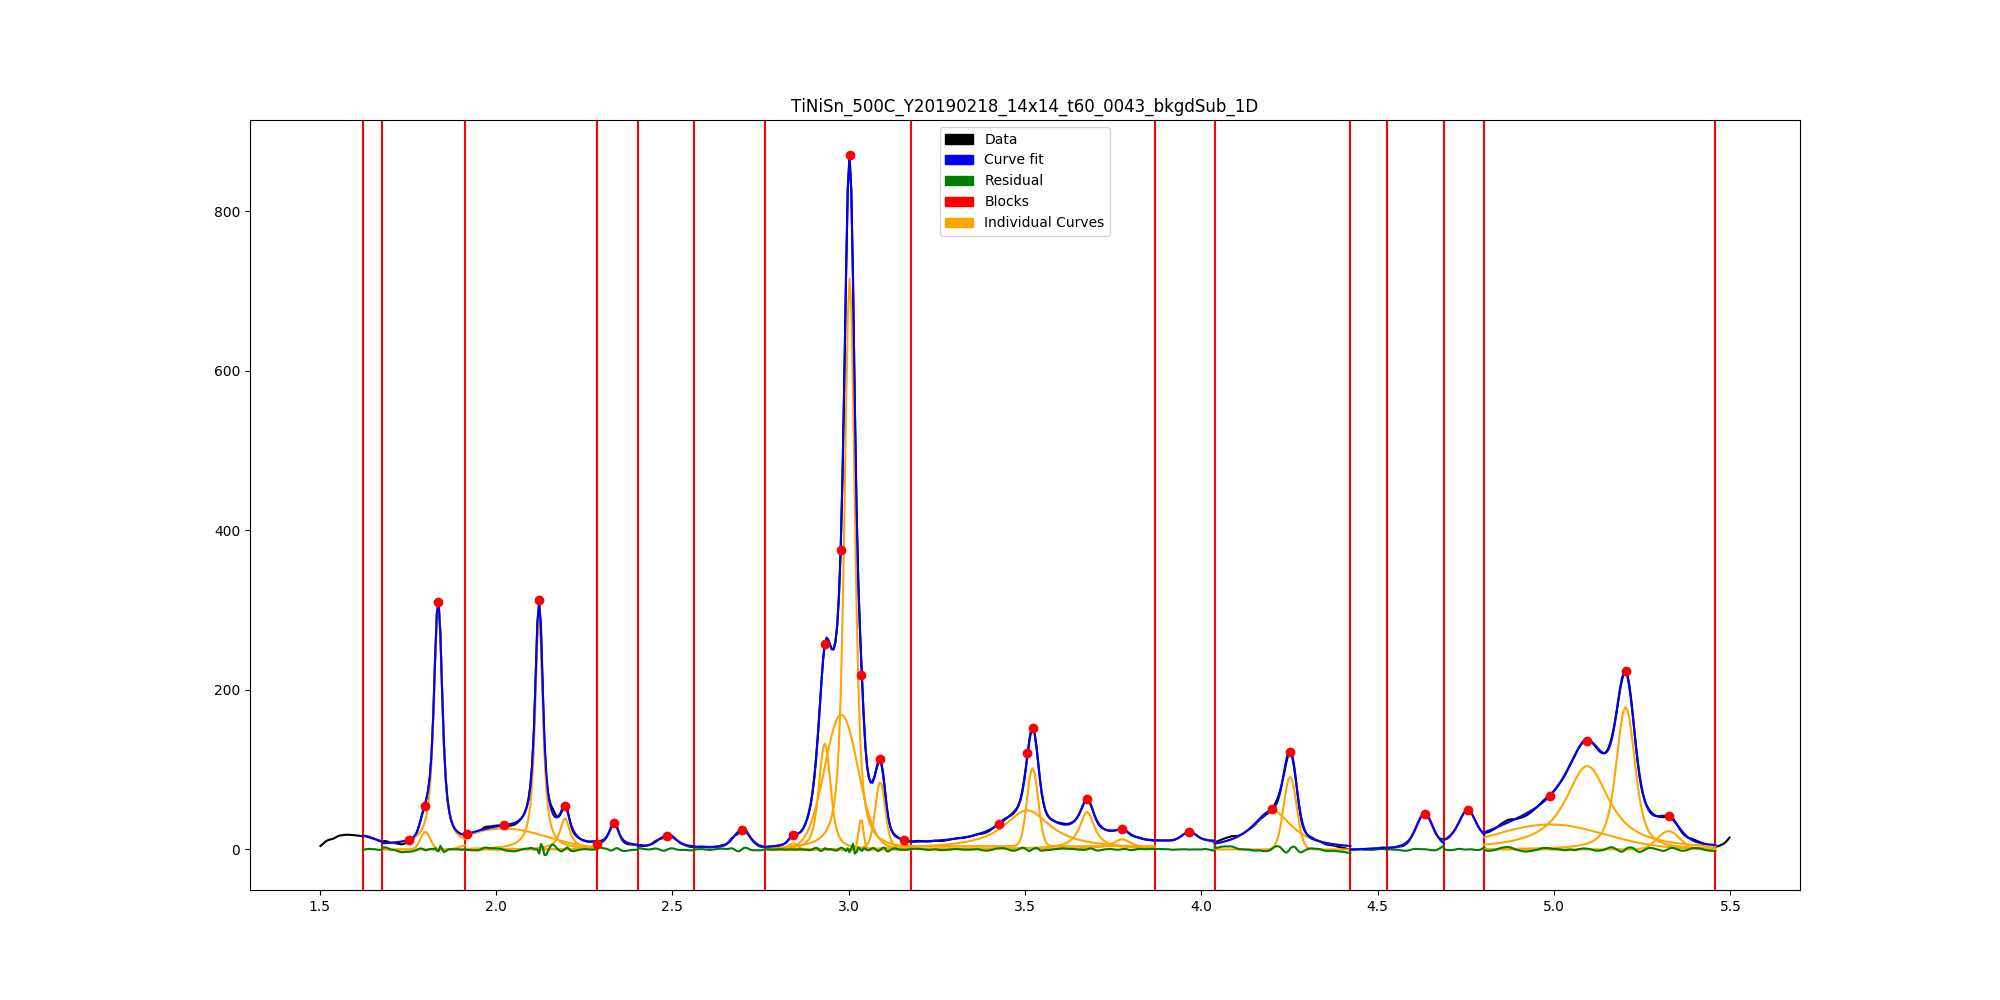 TiNiSn_500C_Y20190218_14x14_t60_0043_bkgdSub_1D
Data
Curve fit
Residual
Blocks
Individual Curves
800
600
400
200
0
1.5 2.0 2.5 3.0 3.5 4.0 4.5 5.0 5.5